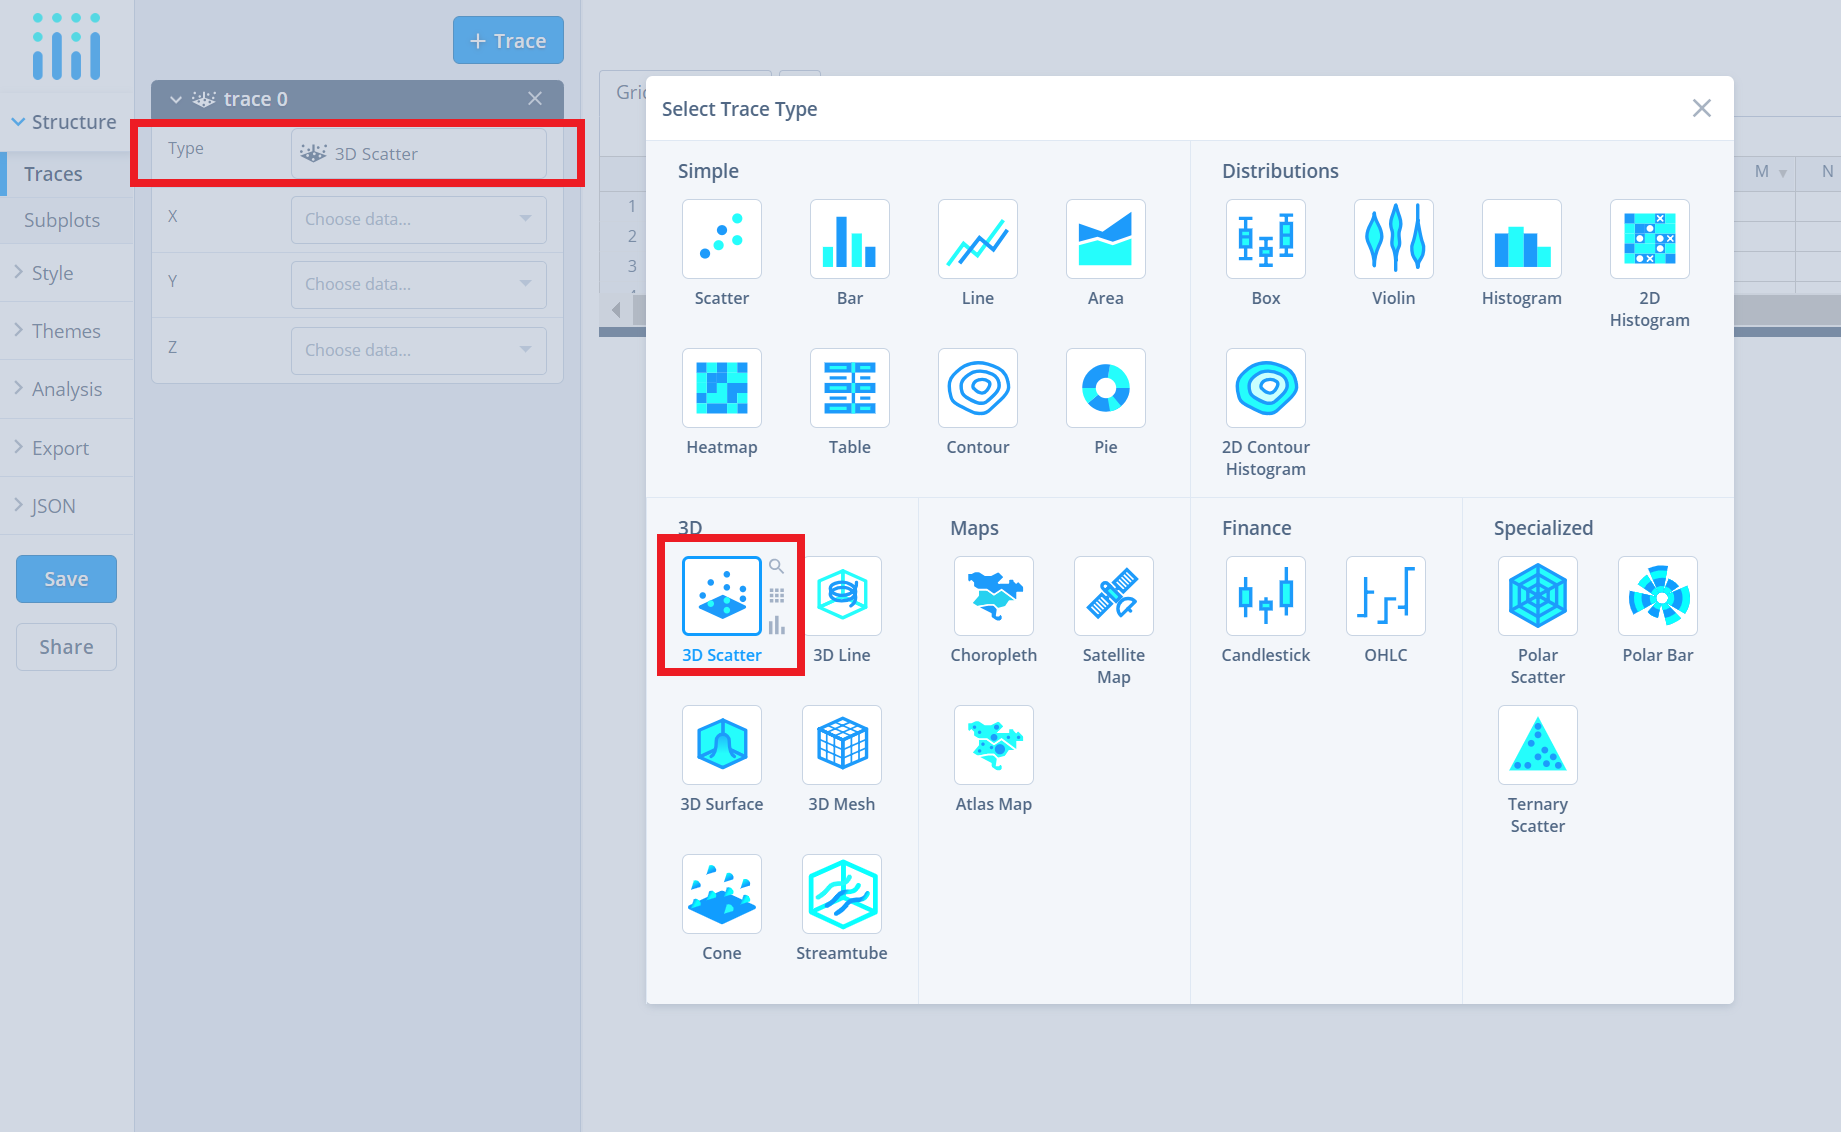 + Trace
trace 0
Structure
Type
3D Scatter
Traces
Subplots
X
Choose data...
Style
Y
Choose data...
Themes
Z
Choose data...
Analysis
Export
JSON
Save
Share
1
2
3
M
N
Select Trace Type
Simple
Scatter
Bar
Line
Area
Heatmap
Table
Contour
Pie
Distributions
Box
Violin
Histogram
2D
Histogram
2D Contour
Histogram
3D
3D Scatter
3D Line
3D Surface
3D Mesh
Cone
Streamtube
Maps
Choropleth
Satellite
Map
Atlas Map
Finance
Candlestick
OHLC
Specialized
Polar
Scatter
Polar Bar
Ternary
Scatter